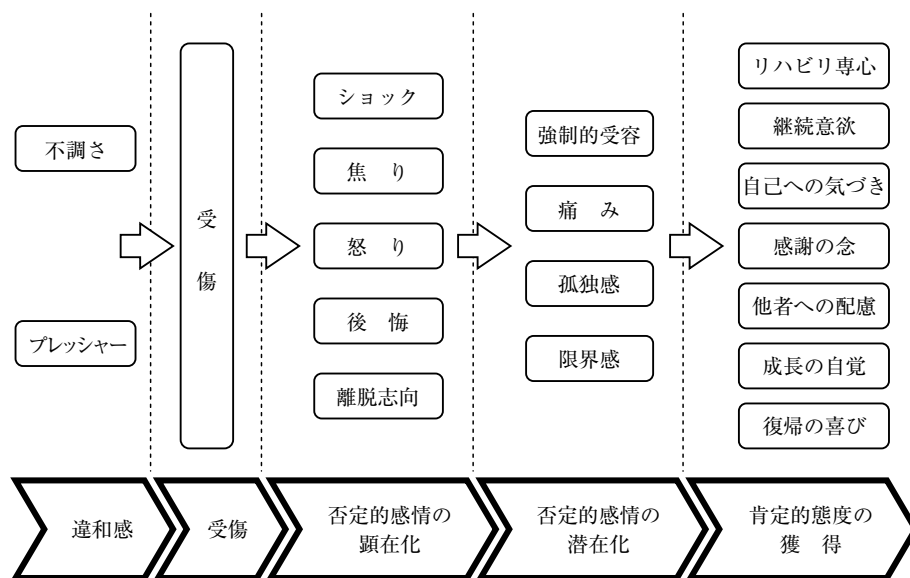 不調さ
プレッシャー
受
傷
ショック
焦　り
怒　り
後　悔
離脱志向
強制的受容
痛　み
孤独感
限界感
リハビリ専心
継続意欲
自己への気づき
感謝の念
他者への配慮
成長の自覚
復帰の喜び
違和感
受傷
否定的感情の
顕在化
否定的感情の
潜在化
肯定的態度の
獲　得